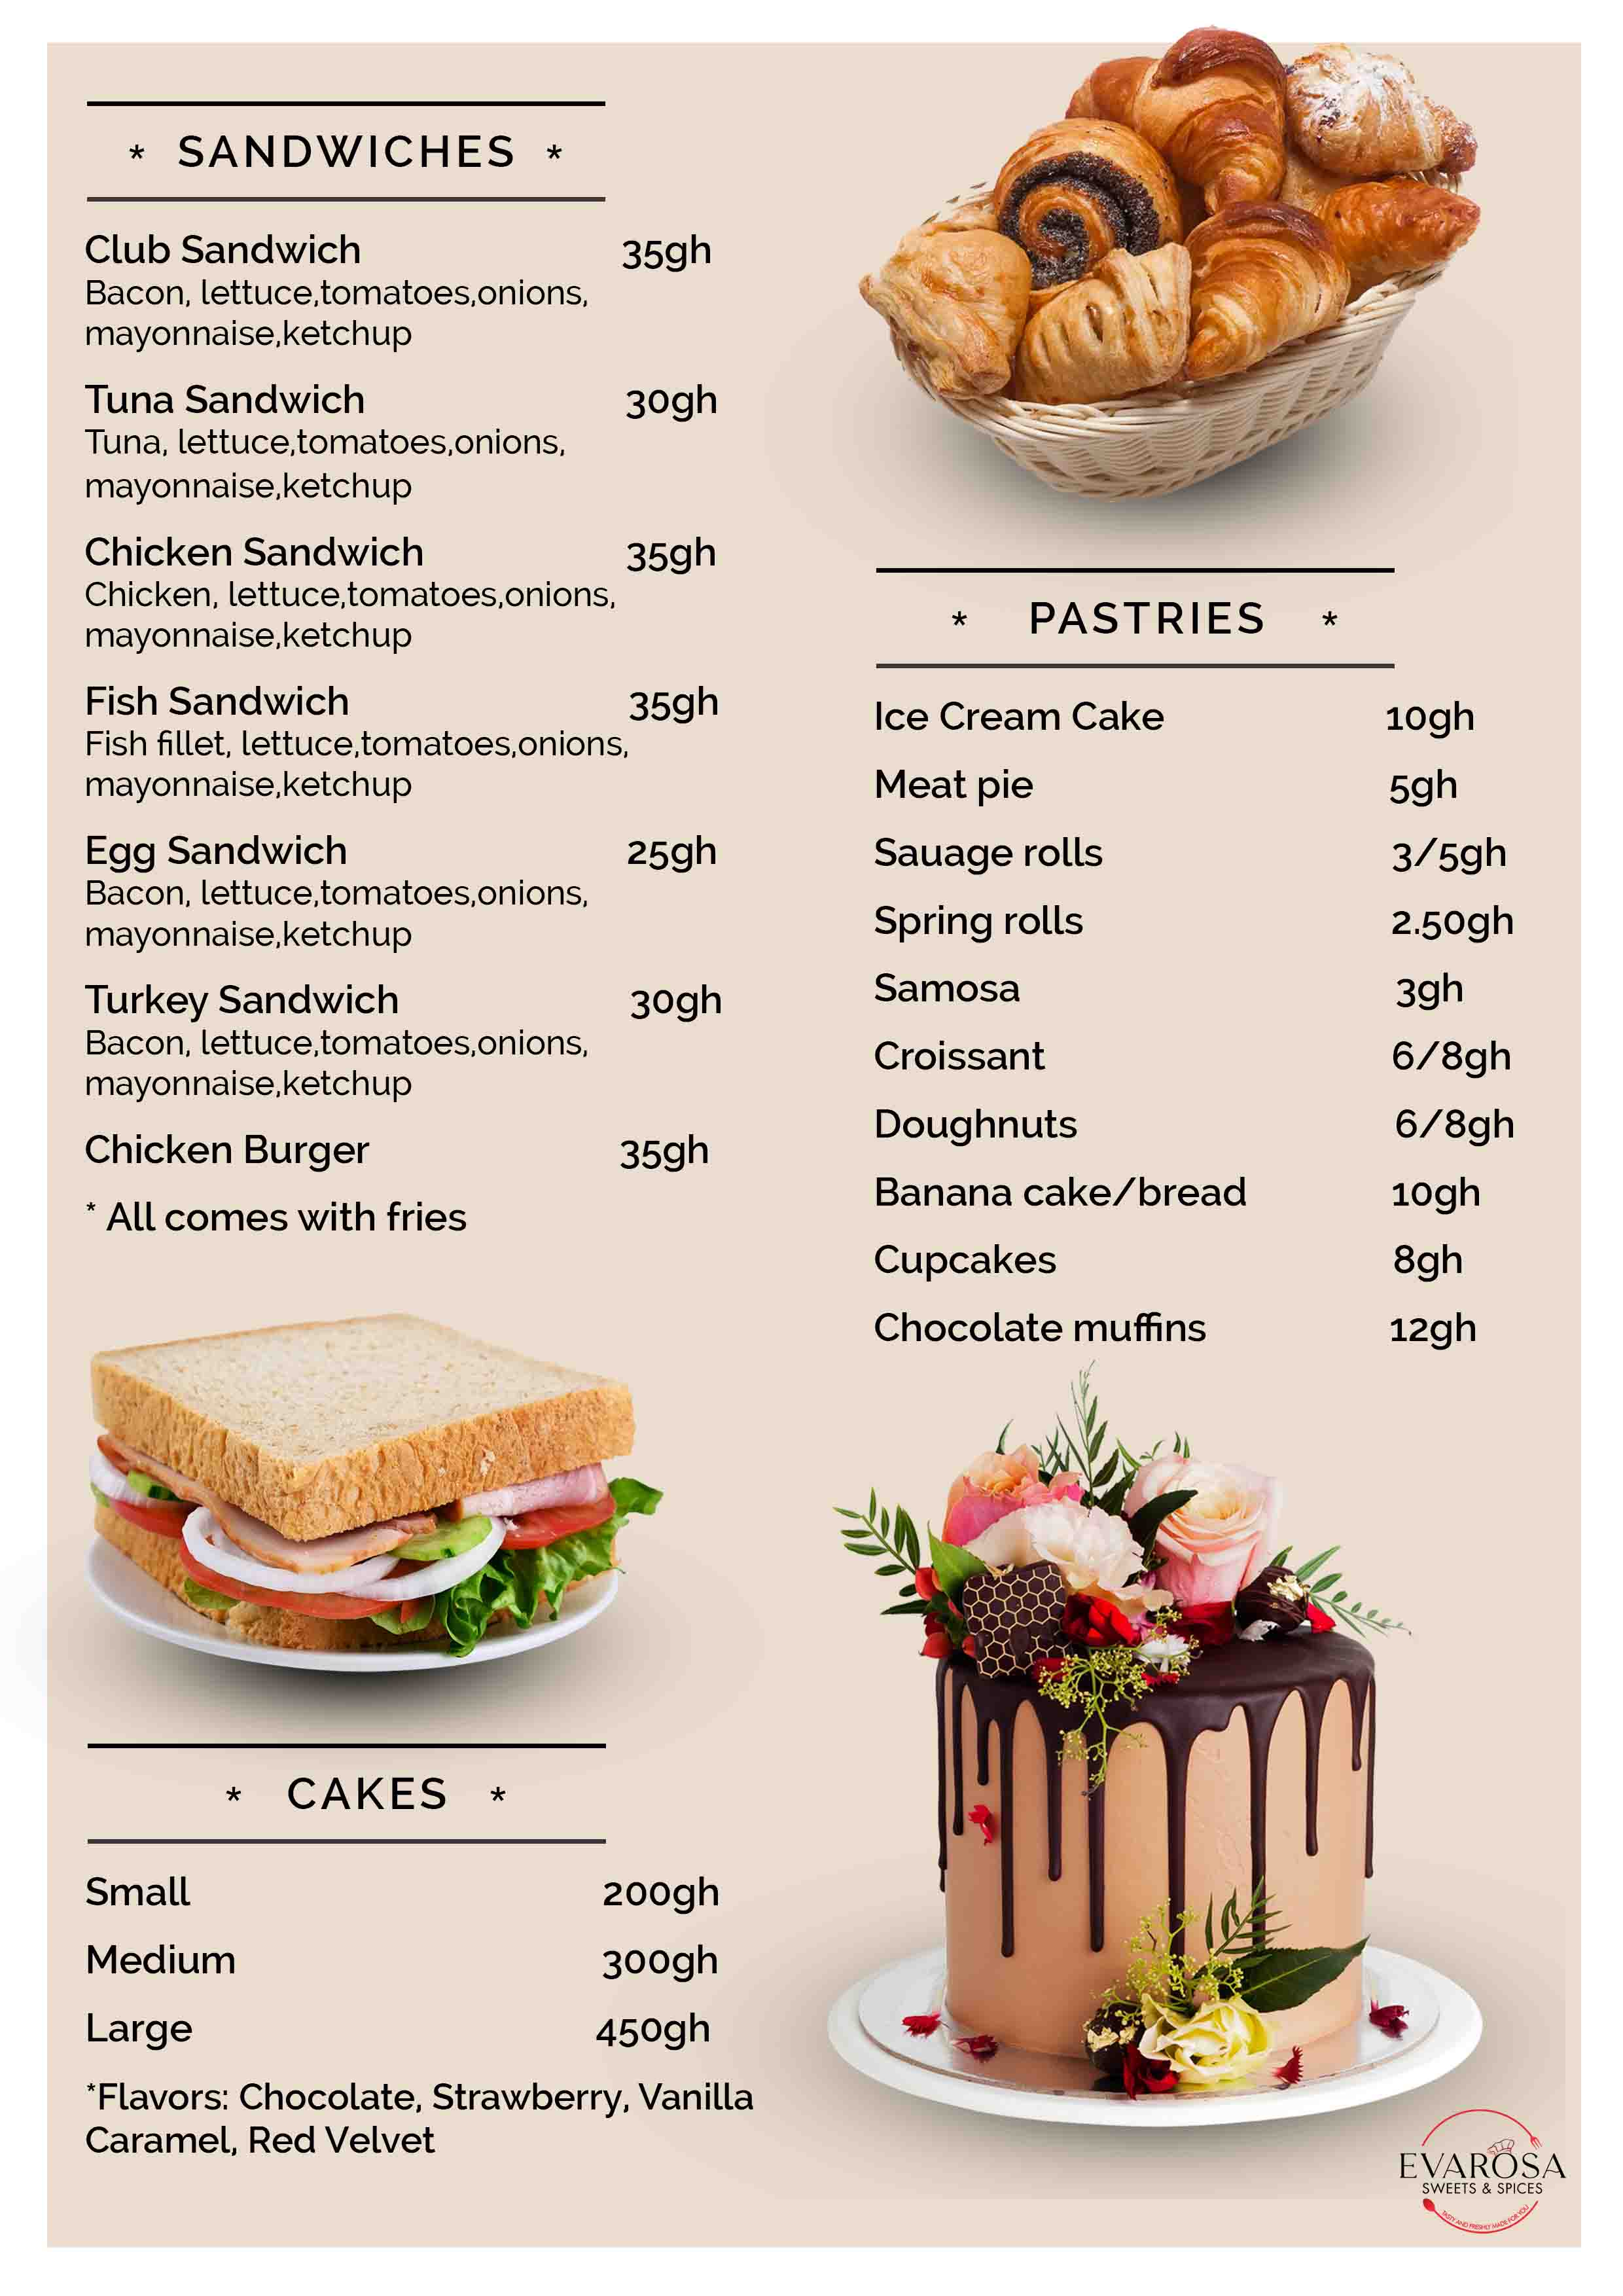 * SANDWICHES *
Club Sandwich 35gh
Bacon, lettuce,tomatoes,onions,
mayonnaise,ketchup
Tuna Sandwich 30gh
Tuna, lettuce,tomatoes,onions,
mayonnaise,ketchup
Chicken Sandwich 35gh
Chicken, lettuce,tomatoes,onions,
mayonnaise,ketchup
Fish Sandwich 35gh
Fish fillet, lettuce,tomatoes,onions,
mayonnaise,ketchup
Egg Sandwich 25gh
Bacon, lettuce,tomatoes,onions,
mayonnaise,ketchup
Turkey Sandwich 30gh
Bacon, lettuce,tomatoes,onions,
mayonnaise,ketchup
Chicken Burger 35gh
* All comes with fries
* CAKES *
Small 200gh
Medium 300gh
Large 450gh
*Flavors: Chocolate, Strawberry, Vanilla
Caramel, Red Velvet
* PASTRIES *
Ice Cream Cake 10gh
Meat pie 5gh
Sauage rolls 3/5gh
Spring rolls 2.50gh
Samosa 3gh
Croissant 6/8gh
Doughnuts 6/8gh
Banana cake/bread 10gh
Cupcakes 8gh
Chocolate muffins 12gh
EVAROSA
SWEETS & SPICES
TASTY AND FRESHLY MADE FOR YOU